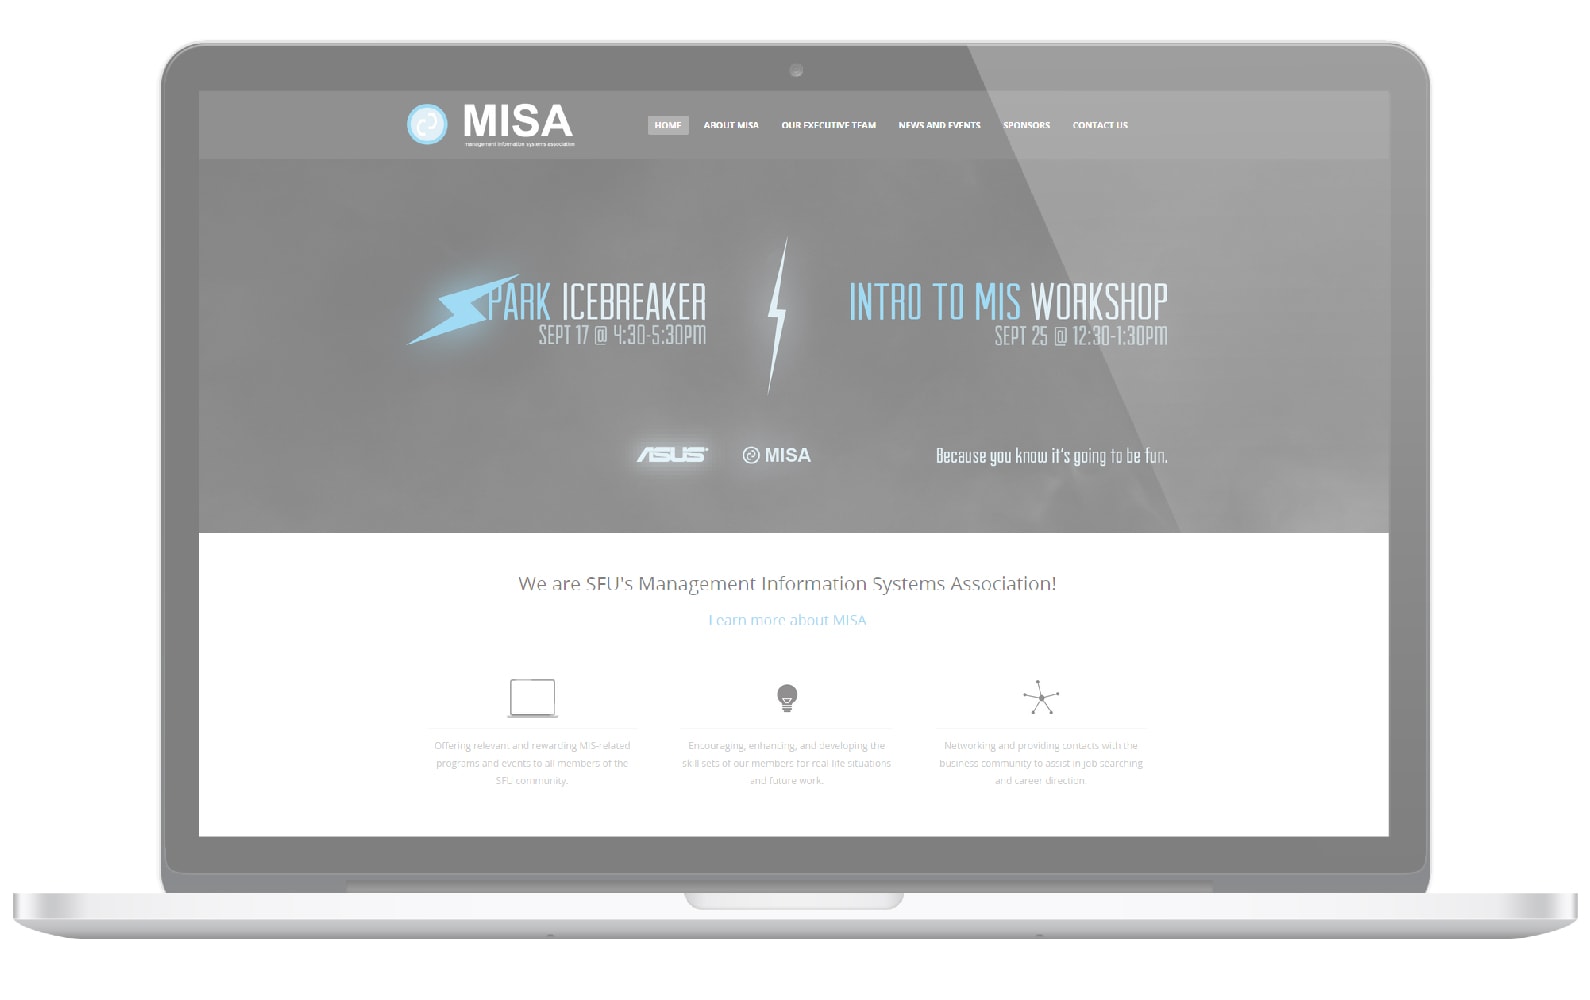 MISA
management information systems association
HOME ABOUT MISA OUR EXECUTIVE TEAM NEWS AND EVENTS SPONSORS CONTACT US
SPARK ICEBREAKER
SEPT 17 @ 4:30-5:30PM
INTRO TO MIS WORKSHOP
SEPT 25 @ 12:30-1:30PM
ASUS MISA
Because you know it's going to be fun.
We are SFU's Management Information Systems Association!
Learn more about MISA
Offering relevant and rewarding MIS-related
programs and events to all members of the
SFU community.
Encouraging, enhancing, and developing the
skill sets of our members for real life situations
and future work.
Networking and providing contacts with the
business community to assist in job searching
and career direction.